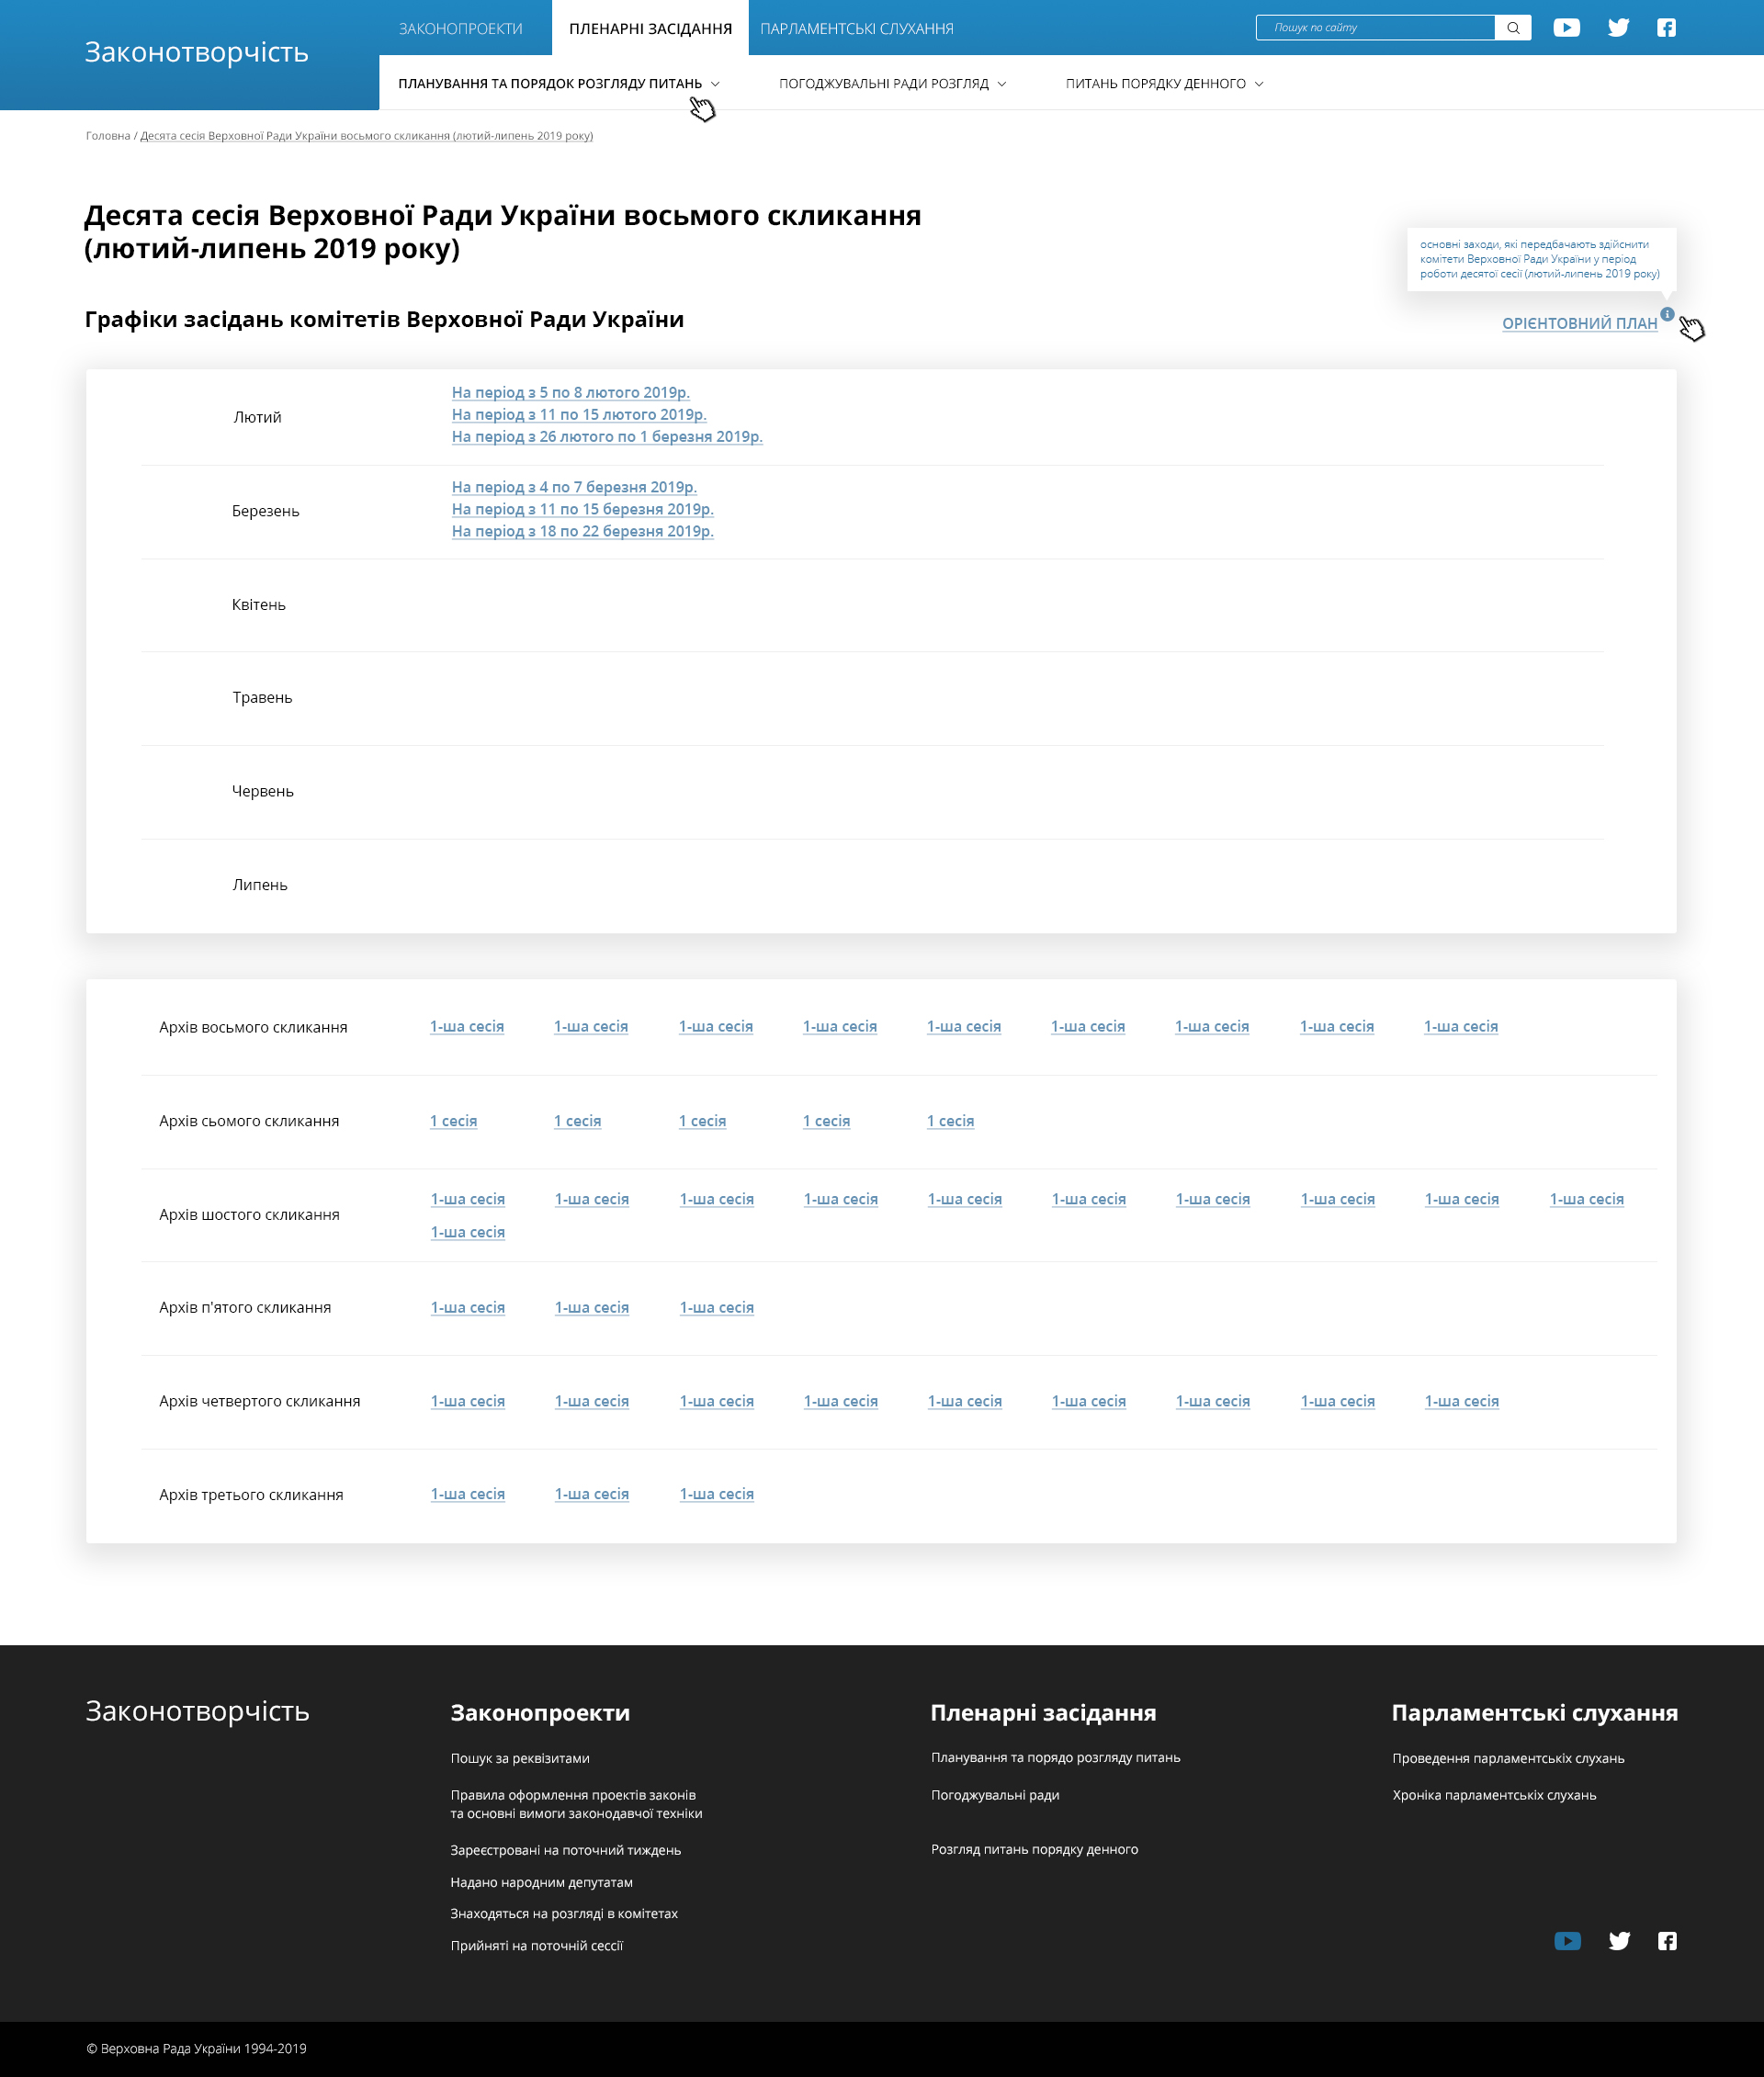 Законотворчість
ЗАКОНОПРОЕКТИ
ПЛЕНАРНІ ЗАСІДАННЯ
ПАРЛАМЕНТСЬКІ СЛУХАННЯ
Пошук по сайту
ПЛАНУВАННЯ ТА ПОРЯДОК РОЗГЛЯДУ ПИТАНЬ
ПОГОДЖУВАЛЬНІ РАДИ РОЗГЛЯД
ПИТАНЬ ПОРЯДКУ ДЕННОГО
Головна / Десята сесія Верховної Ради України восьмого скликання (лютий-липень 2019 року)
Десята сесія Верховної Ради України восьмого скликання
(лютий-липень 2019 року)
основні заходи, які передбачають здійснити
комітети Верховної Ради України у період
роботи десятої сесії (лютий-липень 2019 року)
Графіки засідань комітетів Верховної Ради України
ОРІЄНТОВНИЙ ПЛАН
Лютий
На період з 5 по 8 лютого 2019р.
На період з 11 по 15 лютого 2019р.
На період з 26 лютого по 1 березня 2019р.
Березень
На період з 4 по 7 березня 2019р.
На період з 11 по 15 березня 2019р.
На період з 18 по 22 березня 2019р.
Квітень
Травень
Червень
Липень
Архів восьмого скликання 1-ша сесія 1-ша сесія 1-ша сесія 1-ша сесія 1-ша сесія 1-ша сесія 1-ша сесія 1-ша сесія 1-ша сесія
Архів сьомого скликання 1 сесія 1 сесія 1 сесія 1 сесія 1 сесія
Архів шостого скликання 1-ша сесія 1-ша сесія 1-ша сесія 1-ша сесія 1-ша сесія 1-ша сесія 1-ша сесія 1-ша сесія 1-ша сесія 1-ша сесія
1-ша сесія
Архів п'ятого скликання 1-ша сесія 1-ша сесія 1-ша сесія
Архів четвертого скликання 1-ша сесія 1-ша сесія 1-ша сесія 1-ша сесія 1-ша сесія 1-ша сесія 1-ша сесія 1-ша сесія 1-ша сесія
Архів третього скликання 1-ша сесія 1-ша сесія 1-ша сесія
Законотворчість
Законопроекти
Пошук за реквізитами
Правила оформлення проектів законів
та основні вимоги законодавчої техніки
Зареєстровані на поточний тиждень
Надано народним депутатам
Знаходяться на розгляді в комітетах
Прийняті на поточній сессії
Пленарні засідання
Планування та порядо розгляду питань
Погоджувальні ради
Розгляд питань порядку денного
Парламентські слухання
Проведення парламентськіх слухань
Хроніка парламентськіх слухань
© Верховна Рада України 1994-2019